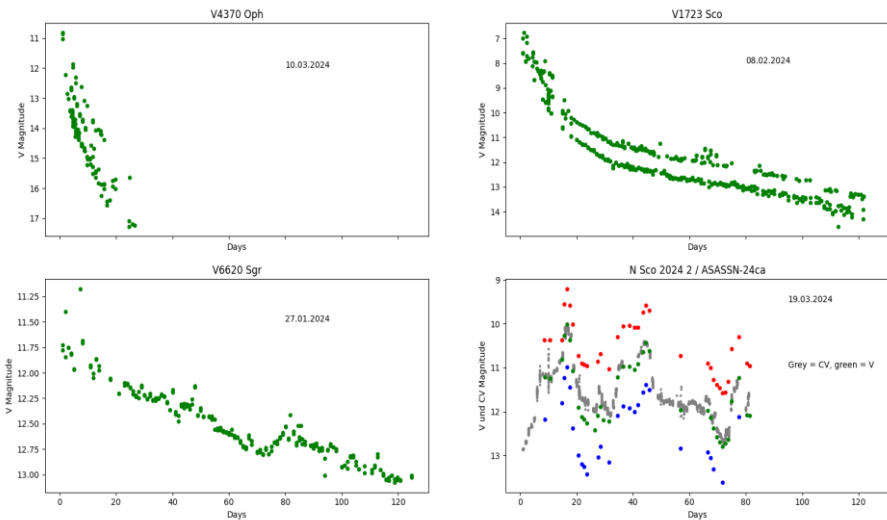 V4370 Oph
11
12
13
14
15
16
17
V Magnitude
10.03.2024
Days
V1723 Sco
7
8
9
10
11
12
13
14
V Magnitude
08.02.2024
Days
V6620 Sgr
11.25
11.50
11.75
12.00
12.25
12.50
12.75
13.00
V Magnitude
27.01.2024
0 20 40 60 80 100 120
Days
N Sco 2024 2 / ASASSN-24ca
9
10
11
12
13
V und CV Magnitude
19.03.2024
Grey = CV, green = V
0 20 40 60 80 100 120
Days